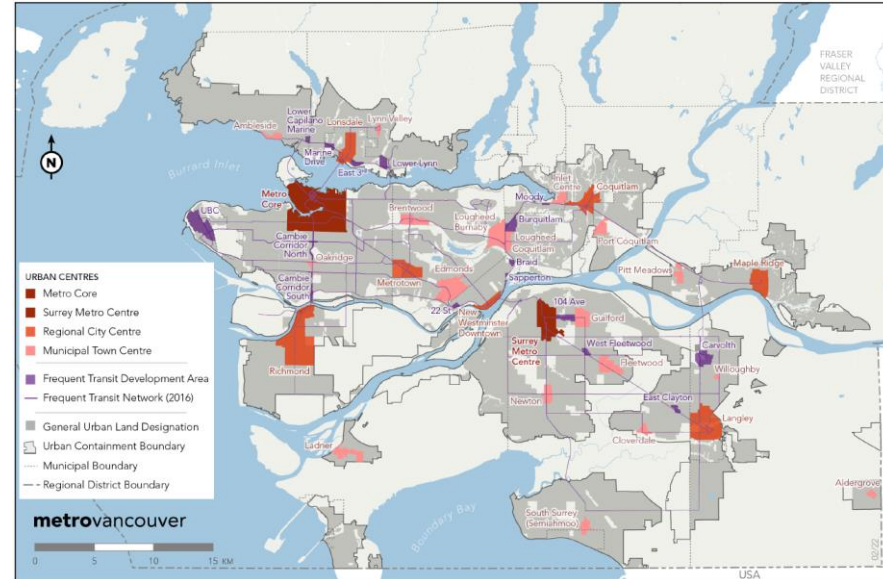 FRASER
VALLEY
REGIONAL
DISTRICT
Lower
Capilano
Marine
Lonsdale
Lynn Valley
Ambleside
Marine
Drive
East 3rd
Lower Lynn
N
Burrard Inlet
Metro
Core
Moody
Inlet
Centre
Coquitlam
UBC
Brentwood
Lougheed
Burnaby
Burquitlam
Lougheed
Coquitlam
Port Coquitlam
Cambie
Corridor
North
Oakridge
Cambie
Corridor
South
Metrotown
Edmonds
Braid
Sapperton
Pitt Meadows
Maple Ridge
22 St
New
Westminster
Downtown
104 Ave
Guilford
Surrey
Metro
Centre
West Fleetwood
Fleetwood
Carvolth
Willoughby
Richmond
Newton
East Clayton
Cloverdale
Langley
Ladner
Aldergrove
South Surrey
(Semiahmoo)
Boundary Bay
URBAN CENTRES
Metro Core
Surrey Metro Centre
Regional City Centre
Municipal Town Centre
Frequent Transit Development Area
Frequent Transit Network (2016)
General Urban Land Designation
Urban Containment Boundary
Municipal Boundary
Regional District Boundary
metrovancouver
0 5 10 15 KM
USA
02/22